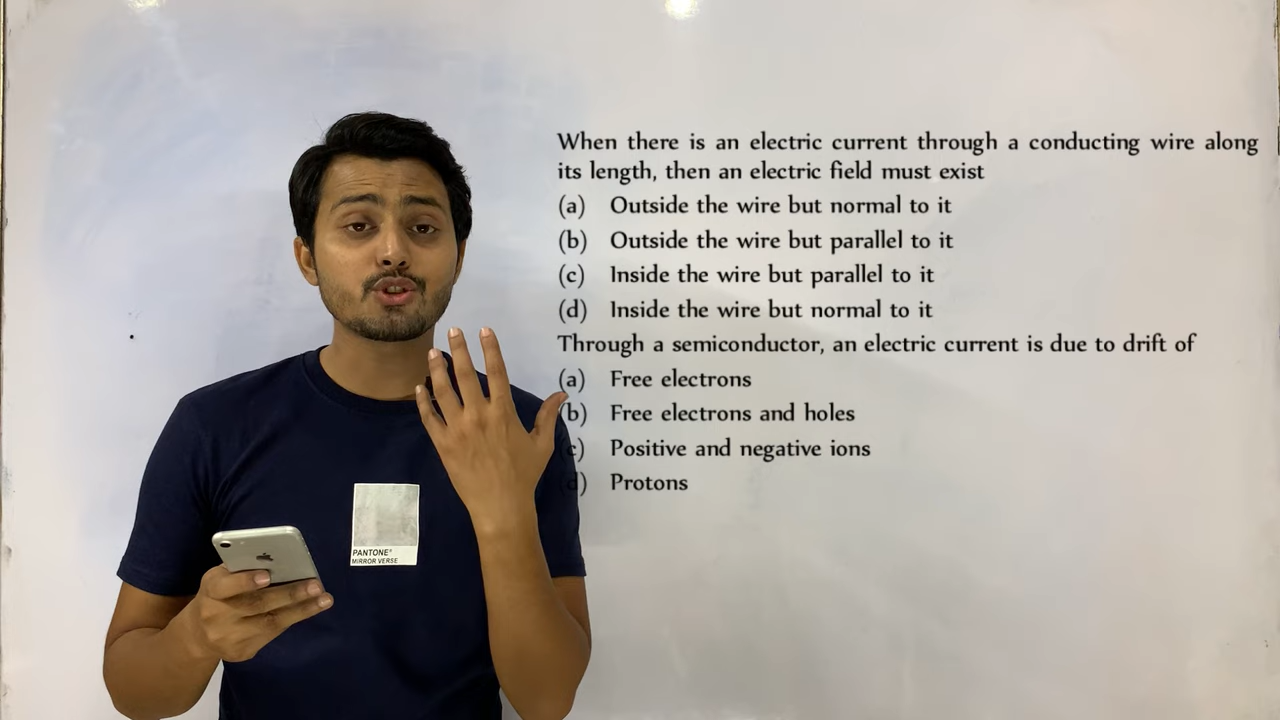 When there is an electric current through a conducting wire along
its length, then an electric field must exist
(a) Outside the wire but normal to it
(b) Outside the wire but parallel to it
(c) Inside the wire but parallel to it
(d) Inside the wire but normal to it
Through a semiconductor, an electric current is due to drift of
(a) Free electrons
(b) Free electrons and holes
(c) Positive and negative ions
(d) Protons
PANTONE®
MIRROR VERSE